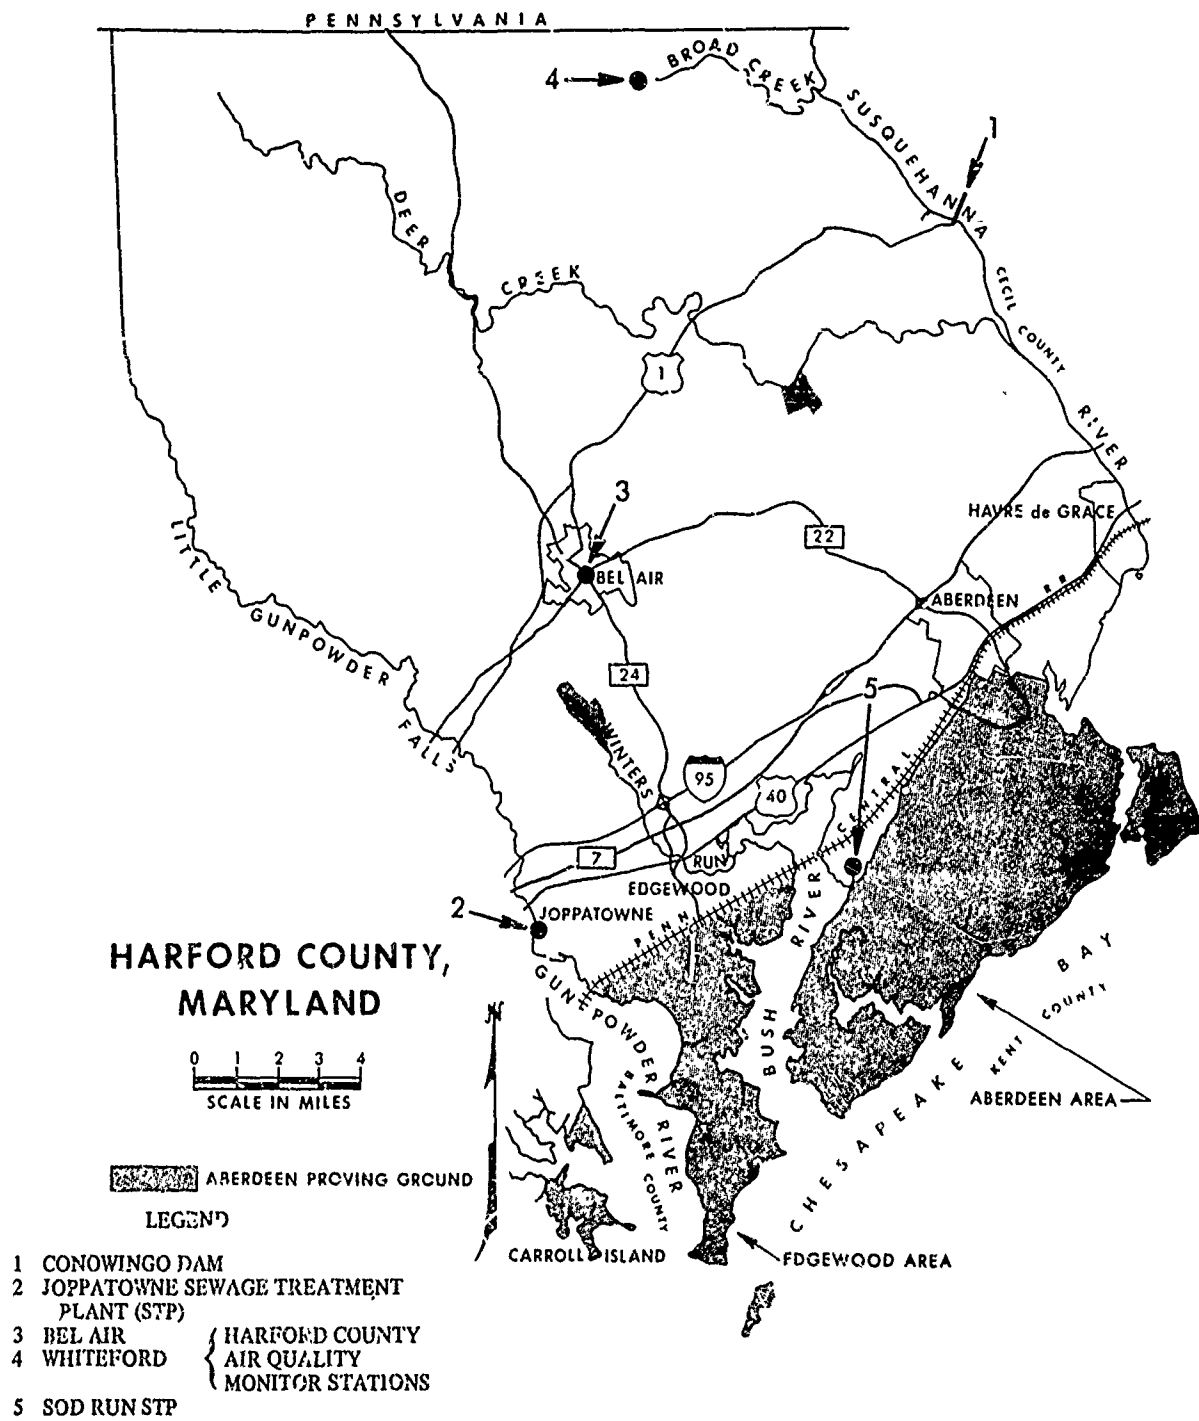 PENNSYLVANIA
4
BROAD CREEK
SUSQUEHANNA
1
DEER
CREEK
CECIL COUNTY
1
RIVER
3
HAVRE de GRACE
22
LITTLE
BEL AIR
RR
ABERDEEN
GUNPOWDER
24
5
FALLS
WINTERS
95
40
CENTRAL
7
RUN
EDGEWOOD
2
JOPPATOWNE
PENN
RIVER
HARFORD COUNTY,
MARYLAND
GUNPOWDER
BUSH
BAY
KENT COUNTY
N
0 1 2 3 4
SCALE IN MILES
RIVER
BALTIMORE COUNTY
CHESAPEAKE
ABERDEEN AREA
ABERDEEN PROVING GROUND
LEGEND
CARROLL ISLAND
EDGEWOOD AREA
1 CONOWINGO DAM
2 JOPPATOWNE SEWAGE TREATMENT
PLANT (STP)
3 BEL AIR { HARFORD COUNTY
4 WHITEFORD AIR QUALITY
MONITOR STATIONS
5 SOD RUN STP